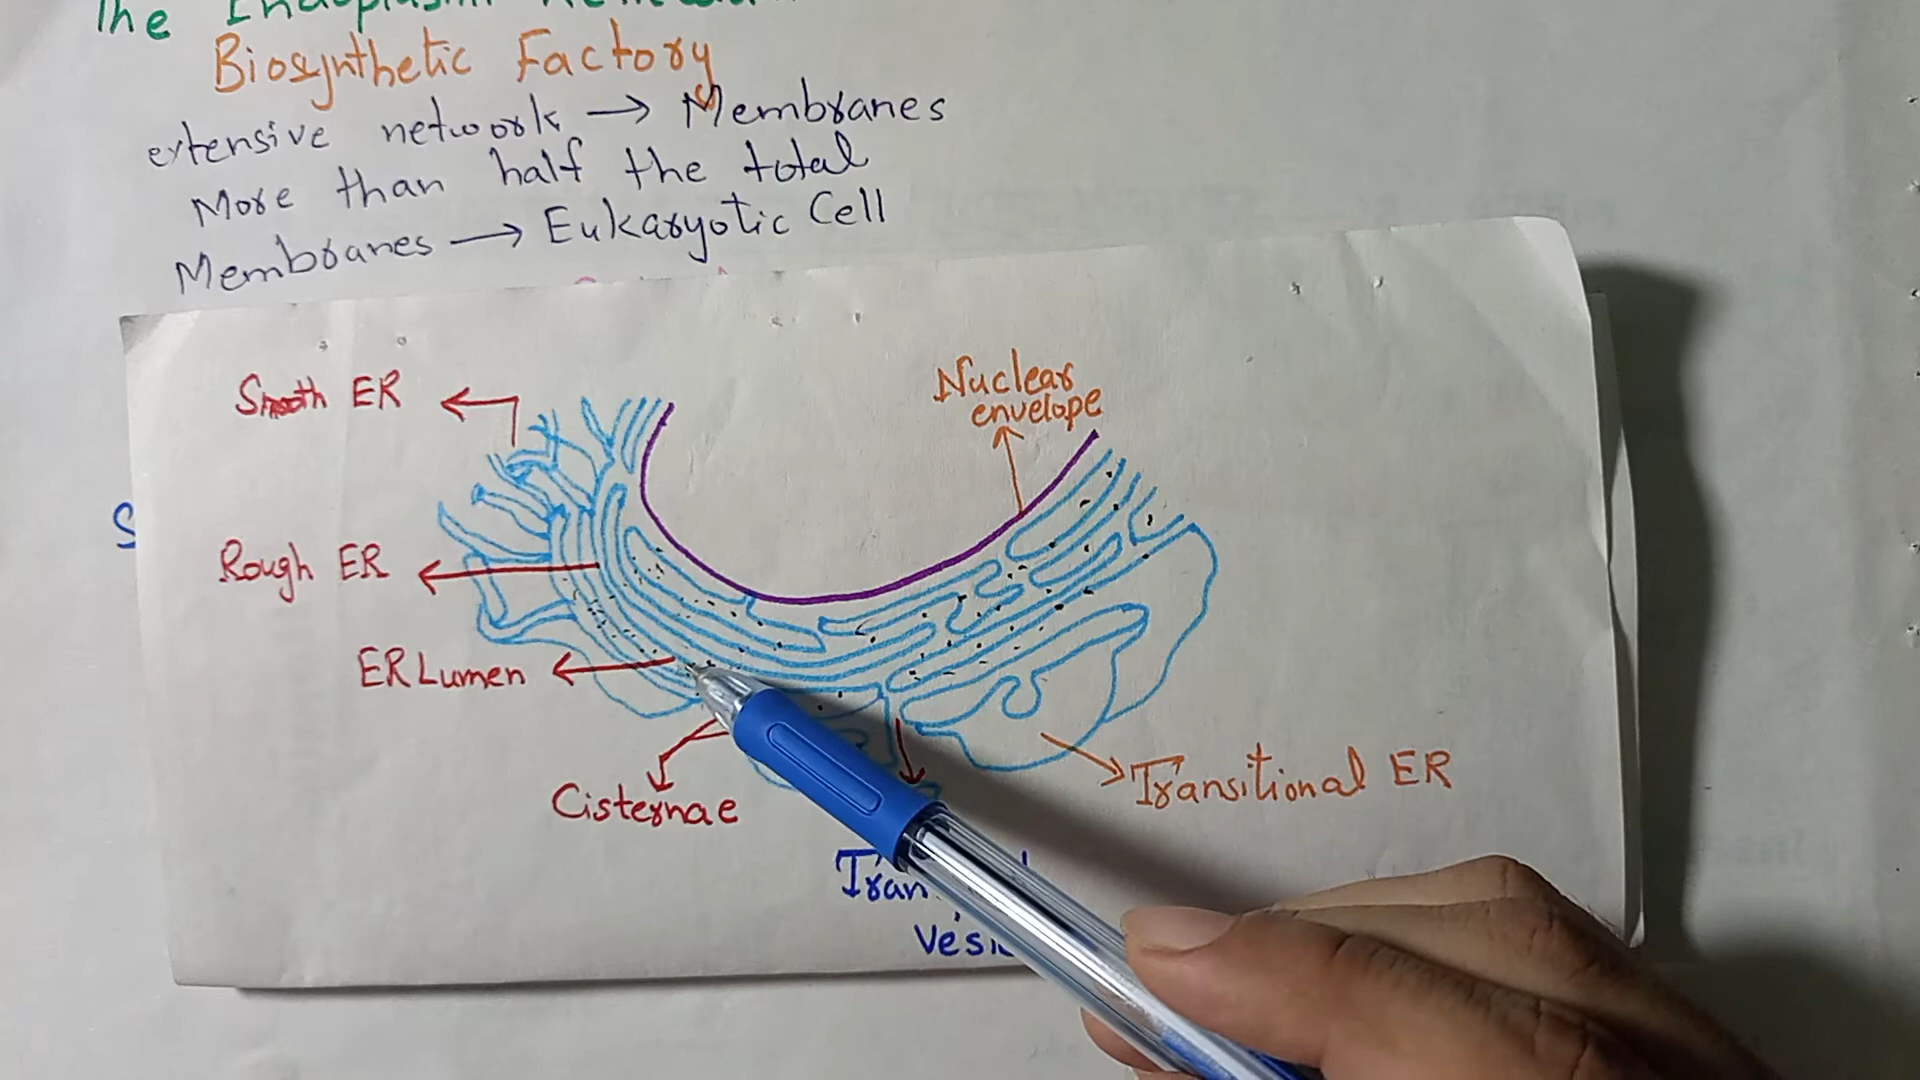 The Endoplasmic
Biosynthetic Factory
extensive network → Membranes
More than half the total
Membranes → Eukaryotic Cell
Smooth ER
Nuclear
envelope
Rough ER
ER Lumen
Cisternae
Transitional ER